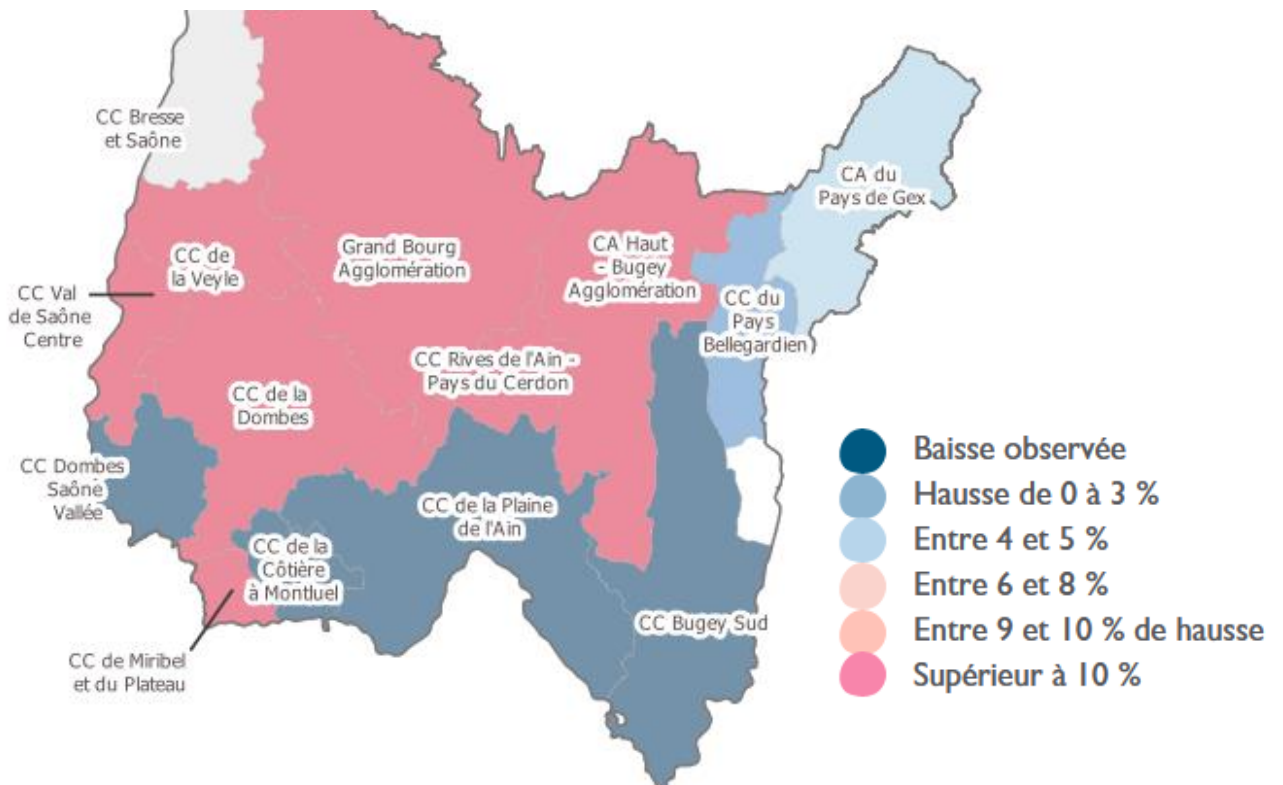 CC Bresse
et Saône
CA du
Pays de Gex
CC de
la Veyle
Grand Bourg
Agglomération
CA Haut
- Bugey
Agglomération
CC Val
de Saône
Centre
CC du
Pays
Bellegardien
CC Rives de l'Ain -
Pays du Cerdon
CC de la
Dombes
CC Dombes
Saône
Vallée
CC de la Plaine
de l'Ain
CC de la
Côtière
à Montluel
CC Bugey Sud
CC de Miribel
et du Plateau
Baisse observée
Hausse de 0 à 3 %
Entre 4 et 5 %
Entre 6 et 8 %
Entre 9 et 10 % de hausse
Supérieur à 10 %